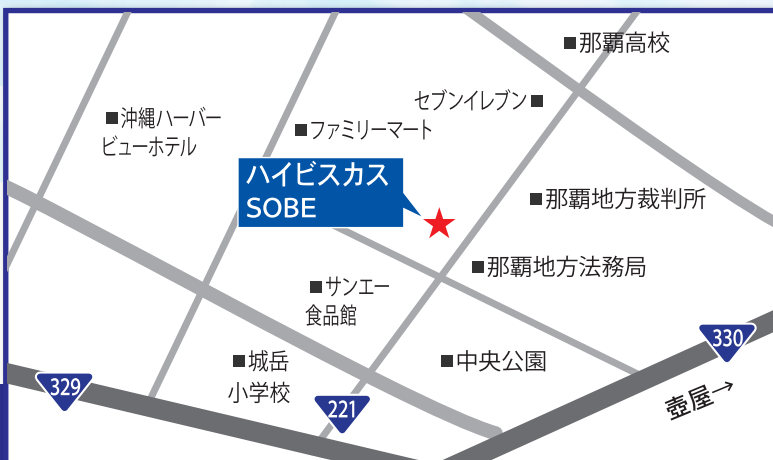 ■那覇高校
セブンイレブン■
■沖縄ハーバー
ビューホテル
■ファミリーマート
ハイビスカス
SOBE
■那覇地方裁判所
■那覇地方法務局
■サンエー
食品館
■城岳
小学校
■中央公園
330
329
221
壺屋→